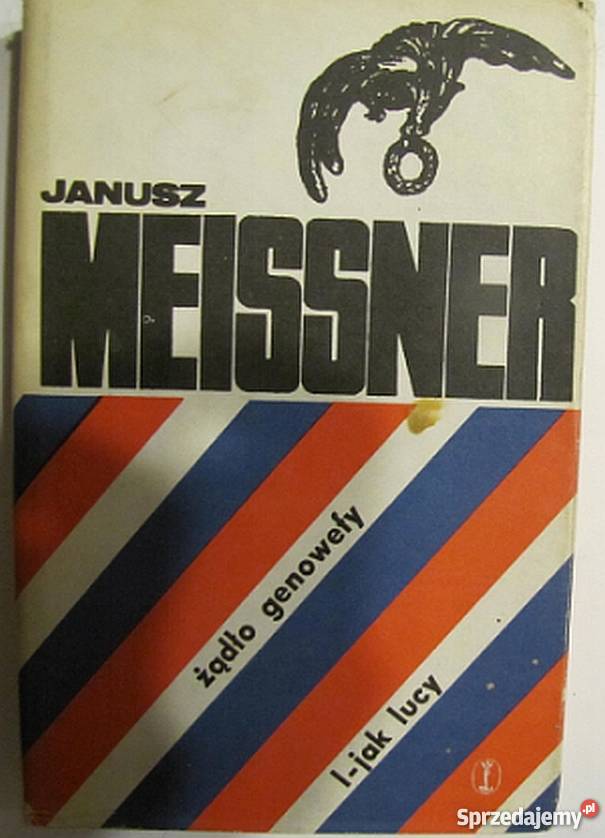 JANUSZ
MEISSNER
żądło genowefy
l-jak lucy
Sprzedajemy.pl